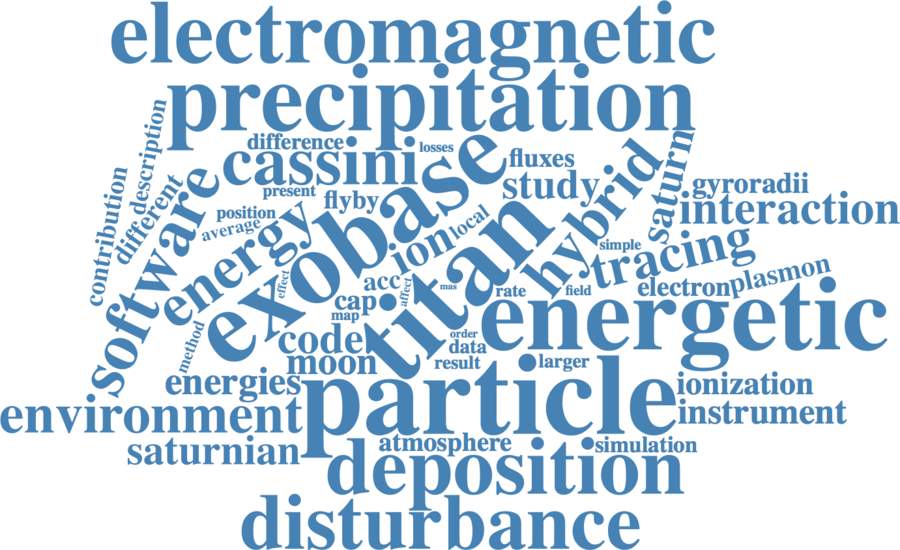 electromagnetic
precipitation
description
difference
losses
cassini
exobase
fluxes
hybrid
saturn
contribution
different
software
present
flyby
study
gyroradii
interaction
position
average
energy
ion
local
titan
simple
tracing
effect
acc
affect
mas
rate
field
electron
plasmon
cap
map
energetic
method
code
moon
order
data
result
larger
energies
particle
ionization
environment
instrument
saturnian
atmosphere
simulation
deposition
disturbance